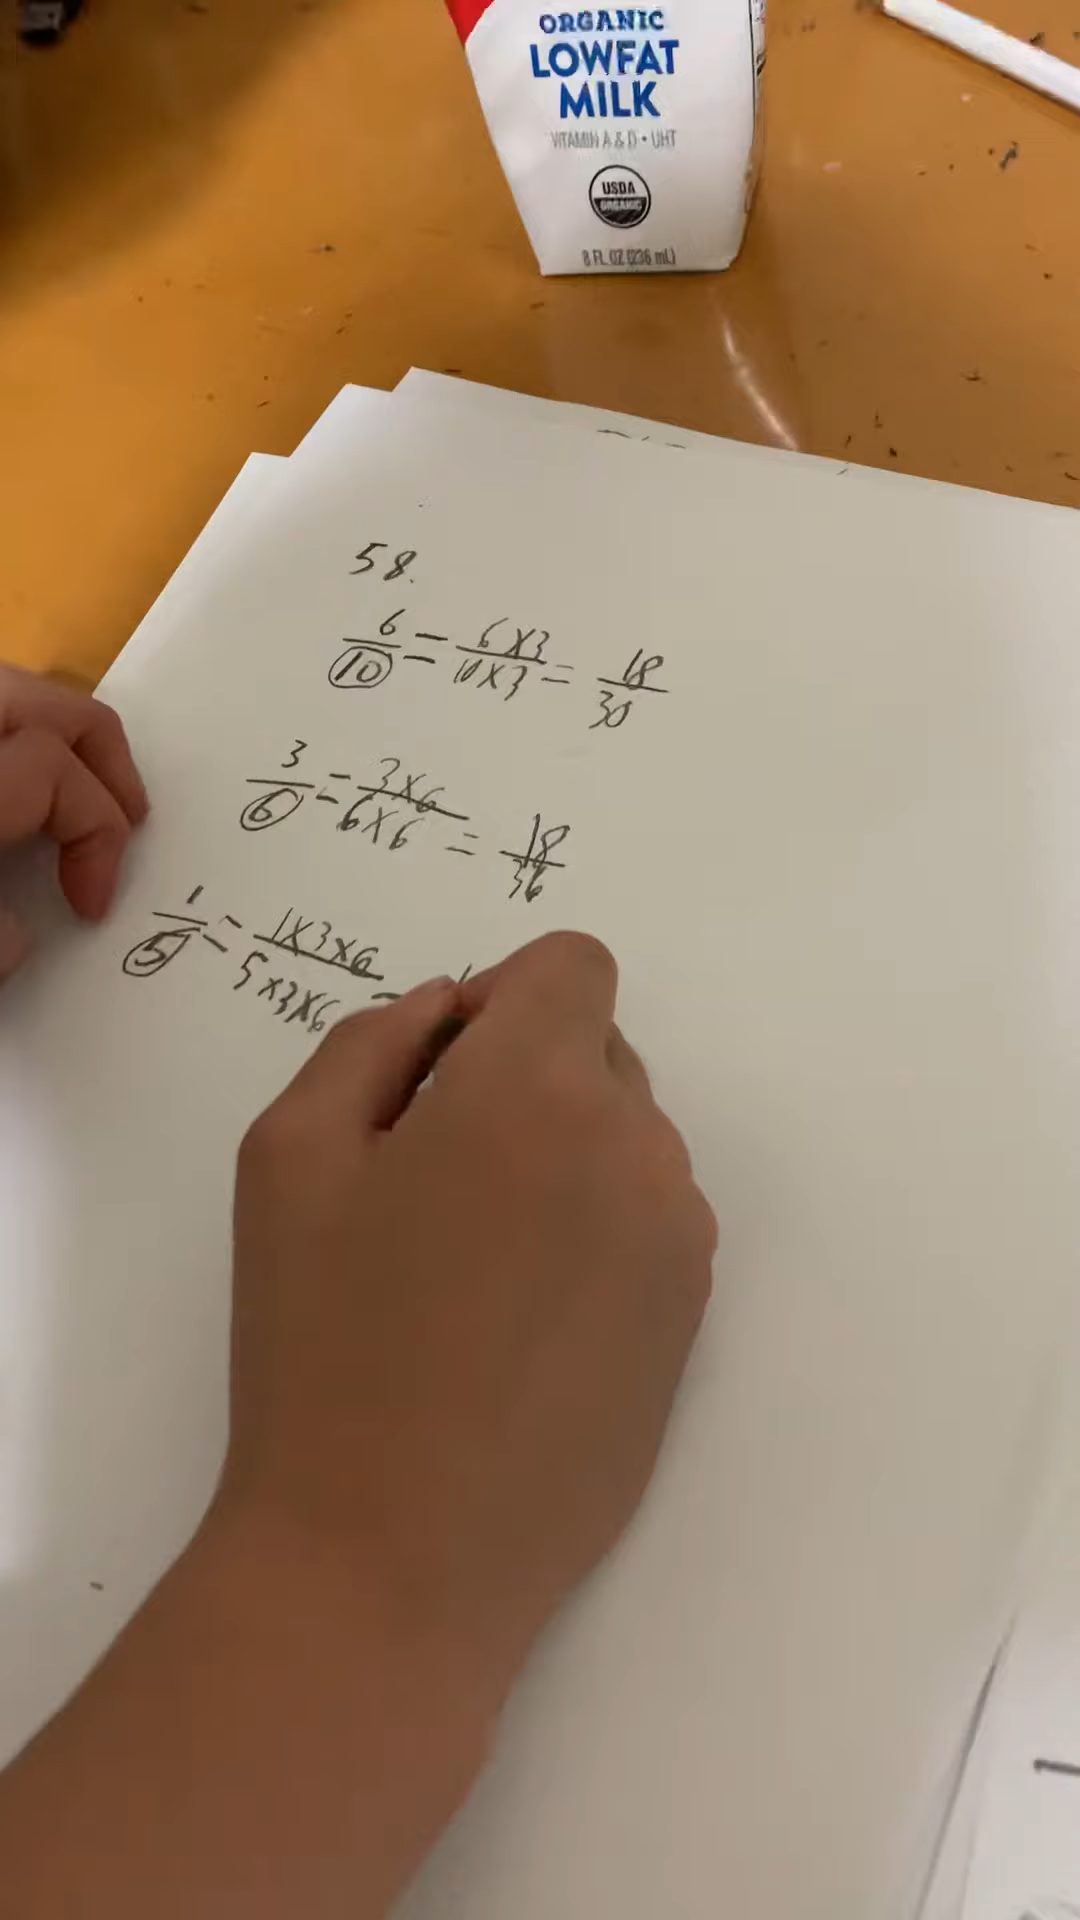 ORGANIC
LOWFAT
MILK
VITAMIN A & D • UHT
USDA
ORGANIC
8 FL OZ (236 mL)
58.
6/10 = 6x3/10x3 = 18/30
3/6 = 3x6/6x6 = 18/36
1/5 = 1x3x6/5x3x6 = 1